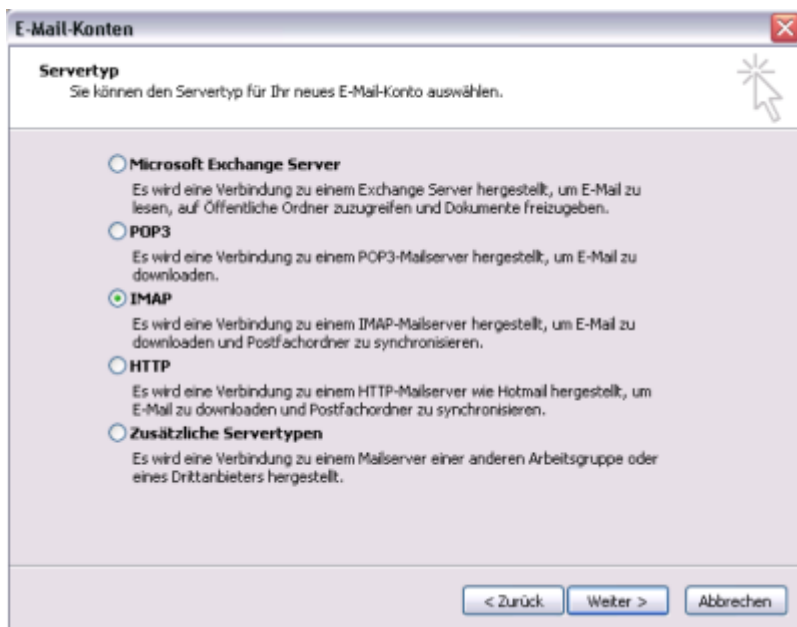 E-Mail-Konten
Servertyp
Sie können den Servertyp für Ihr neues E-Mail-Konto auswählen.
Microsoft Exchange Server
Es wird eine Verbindung zu einem Exchange Server hergestellt, um E-Mail zu
lesen, auf Öffentliche Ordner zuzugreifen und Dokumente freizugeben.
POP3
Es wird eine Verbindung zu einem POP3-Mailserver hergestellt, um E-Mail zu
downloaden.
IMAP
Es wird eine Verbindung zu einem IMAP-Mailserver hergestellt, um E-Mail zu
downloaden und Postfachordner zu synchronisieren.
HTTP
Es wird eine Verbindung zu einem HTTP-Mailserver wie Hotmail hergestellt, um
E-Mail zu downloaden und Postfachordner zu synchronisieren.
Zusätzliche Servertypen
Es wird eine Verbindung zu einem Mailserver einer anderen Arbeitsgruppe oder
eines Drittanbieters hergestellt.
< Zurück Weiter > Abbrechen